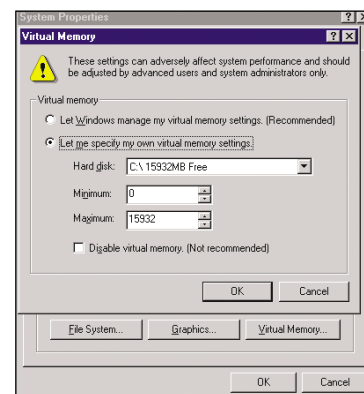 System Properties
Virtual Memory
These settings can adversely affect system performance and should
be adjusted by advanced users and system administrators only.
Virtual memory
Let Windows manage my virtual memory settings. (Recommended)
Let me specify my own virtual memory settings.
Hard disk: C:\ 15932MB Free
Minimum: 0
Maximum: 15932
Disable virtual memory. (Not recommended)
OK Cancel
File System... Graphics... Virtual Memory...
OK Cancel